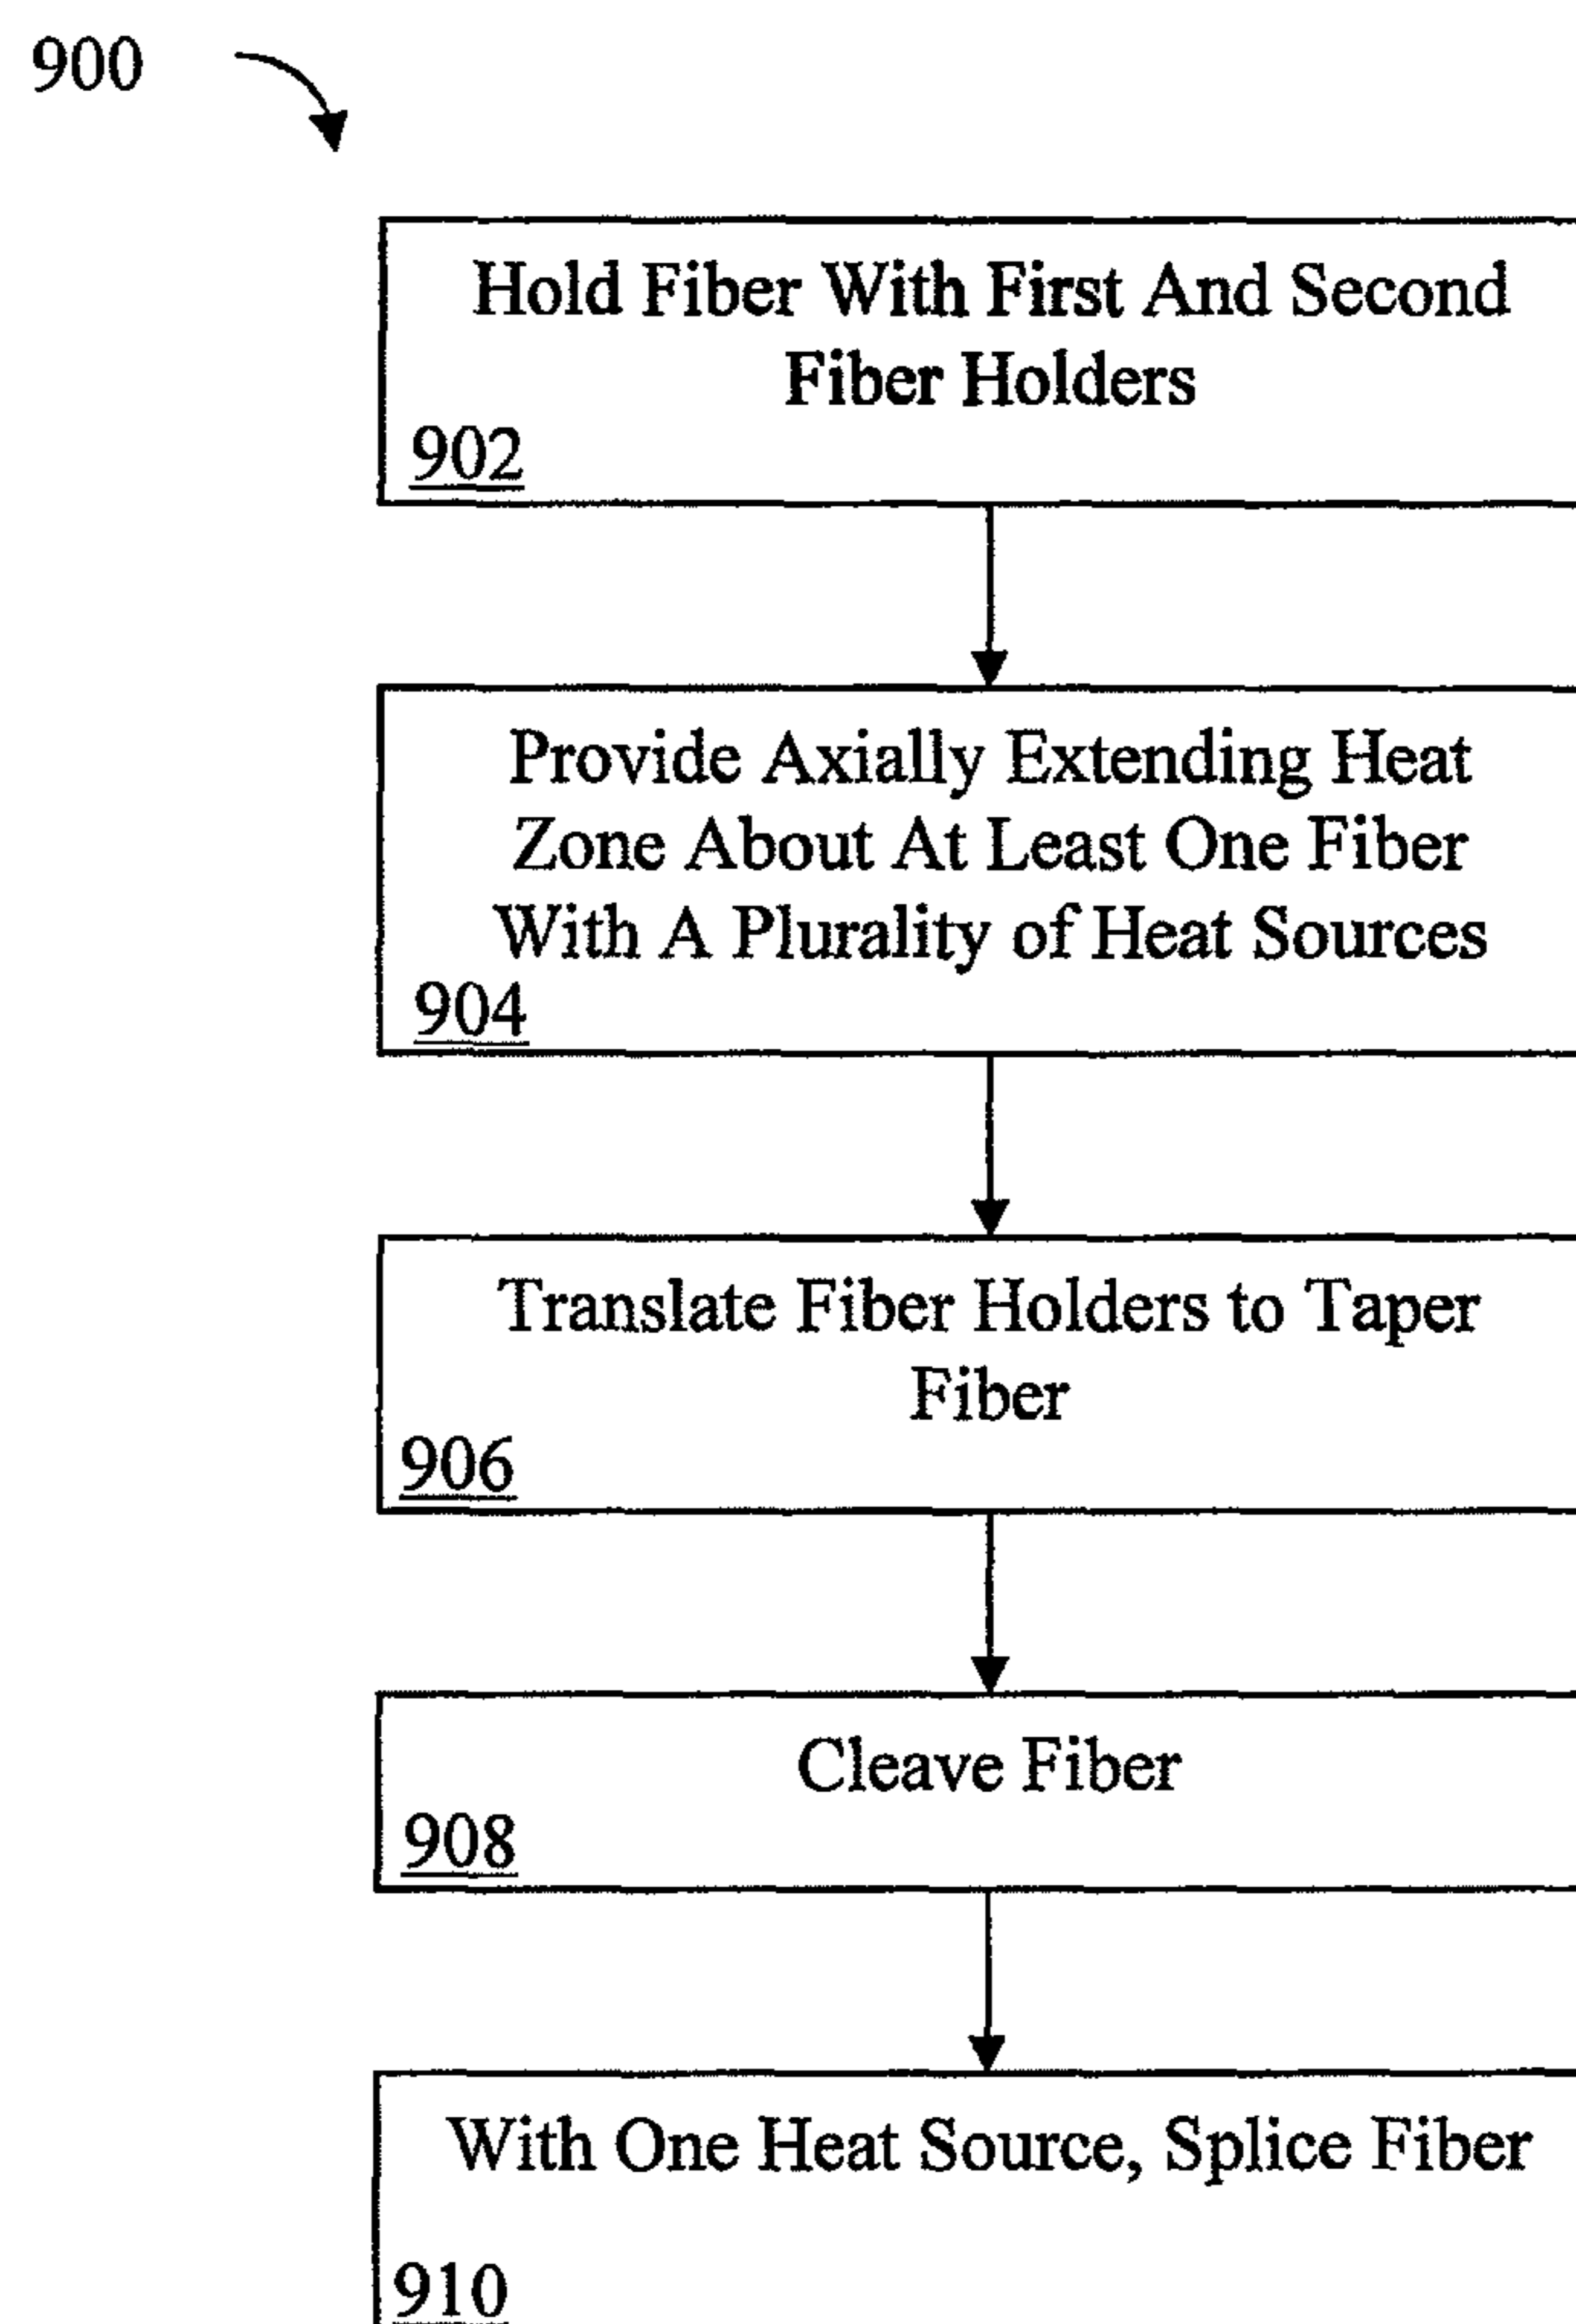 900
Hold Fiber With First And Second
Fiber Holders
902
Provide Axially Extending Heat
Zone About At Least One Fiber
With A Plurality of Heat Sources
904
Translate Fiber Holders to Taper
Fiber
906
Cleave Fiber
908
With One Heat Source, Splice Fiber
910